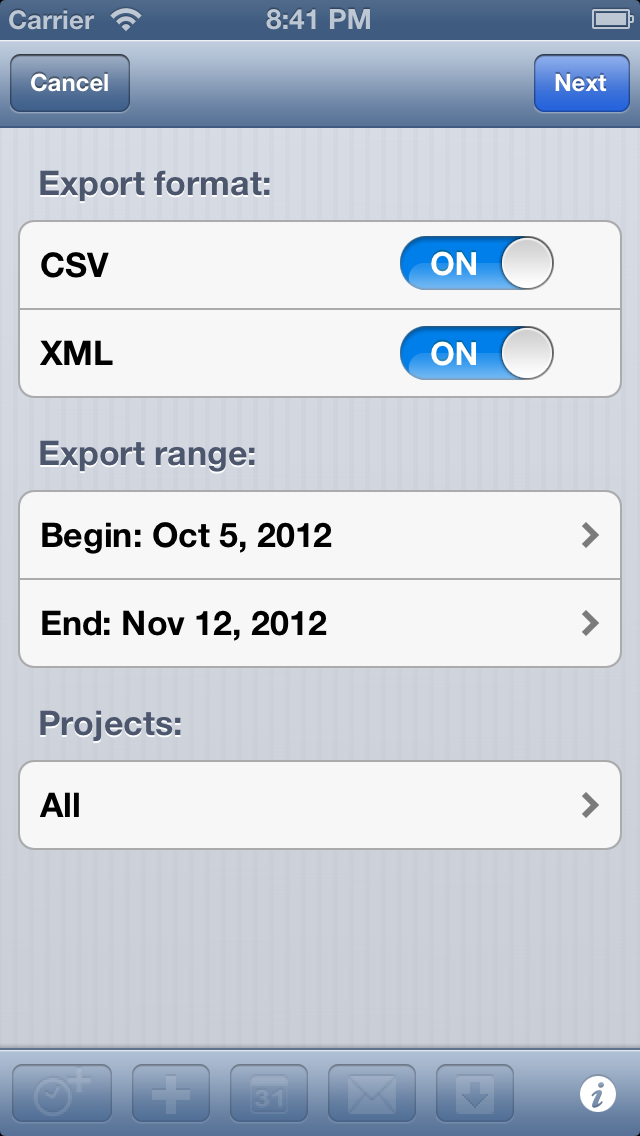 Carrier 8:41 PM
Cancel Next
Export format:
CSV ON
XML ON
Export range:
Begin: Oct 5, 2012
End: Nov 12, 2012
Projects:
All
31 i